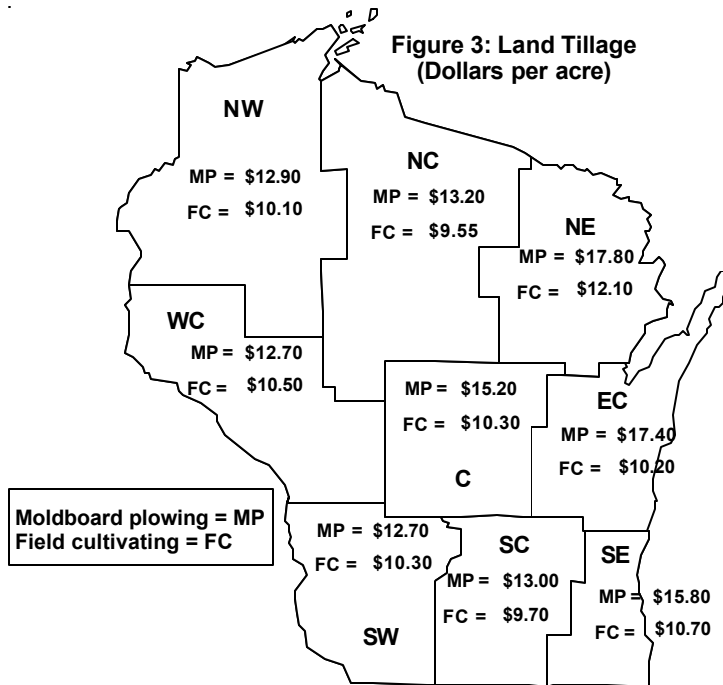 Figure 3: Land Tillage
(Dollars per acre)
NW
MP = $12.90
FC = $10.10
NC
MP = $13.20
FC = $9.55
NE
MP = $17.80
FC = $12.10
WC
MP = $12.70
FC = $10.50
MP = $15.20
FC = $10.30
C
EC
MP = $17.40
FC = $10.20
Moldboard plowing = MP
Field cultivating = FC
MP = $12.70
FC = $10.30
SW
SC
MP = $13.00
FC = $9.70
SE
MP = $15.80
FC = $10.70